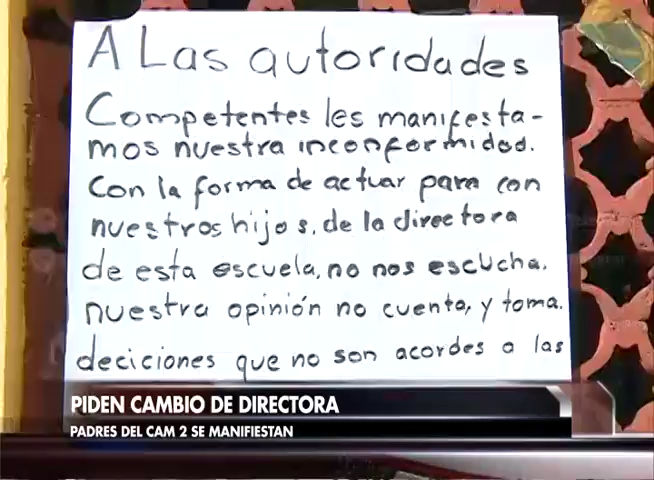 A Las autoridades
Competentes les manifesta-
mos nuestra inconformidad.
Con la forma de actuar para con
nuestros hijos, de la directora
de esta escuela, no nos escucha,
nuestra opinión no cuenta, y toma.
deciciones que no son acordes a las
PIDEN CAMBIO DE DIRECTORA
PADRES DEL CAM 2 SE MANIFIESTAN